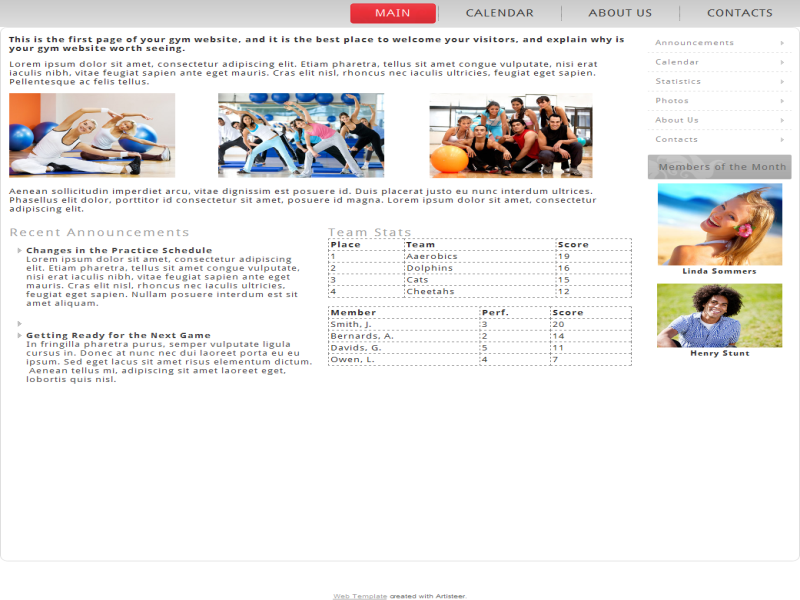 MAIN
CALENDAR
ABOUT US
CONTACTS
This is the first page of your gym website, and it is the best place to welcome your visitors, and explain why is
your gym website worth seeing.
Lorem ipsum dolor sit amet, consectetur adipiscing elit. Etiam pharetra, tellus sit amet congue vulputate, nisi erat
iaculis nibh, vitae feugiat sapien ante eget mauris. Cras elit nisl, rhoncus nec iaculis ultricies, feugiat eget sapien.
Pellentesque ac felis tellus.
Aenean sollicitudin imperdiet arcu, vitae dignissim est posuere id. Duis placerat justo eu nunc interdum ultrices.
Phasellus elit dolor, porttitor id consectetur sit amet, posuere id magna. Lorem ipsum dolor sit amet, consectetur
adipiscing elit.
Recent Announcements
Changes in the Practice Schedule
Lorem ipsum dolor sit amet, consectetur adipiscing
elit. Etiam pharetra, tellus sit amet congue vulputate,
nisi erat iaculis nibh, vitae feugiat sapien ante eget
mauris. Cras elit nisl, rhoncus nec iaculis ultricies,
feugiat eget sapien. Nullam posuere interdum est sit
amet aliquam.
Getting Ready for the Next Game
In fringilla pharetra purus, semper vulputate ligula
cursus in. Donec at nunc nec dui laoreet porta eu eu
ipsum. Sed eget lacus sit amet risus elementum dictum.
Aenean tellus mi, adipiscing sit amet laoreet eget,
lobortis quis nisl.
Team Stats
Place Team Score
1 Aaerobics 19
2 Dolphins 16
3 Cats 15
4 Cheetahs 12
Member Perf. Score
Smith, J. 3 20
Bernards, A. 2 14
Davids, G. 5 11
Owen, L. 4 7
Announcements
Calendar
Statistics
Photos
About Us
Contacts
Members of the Month
Linda Sommers
Henry Stunt
Web Template created with Artisteer.